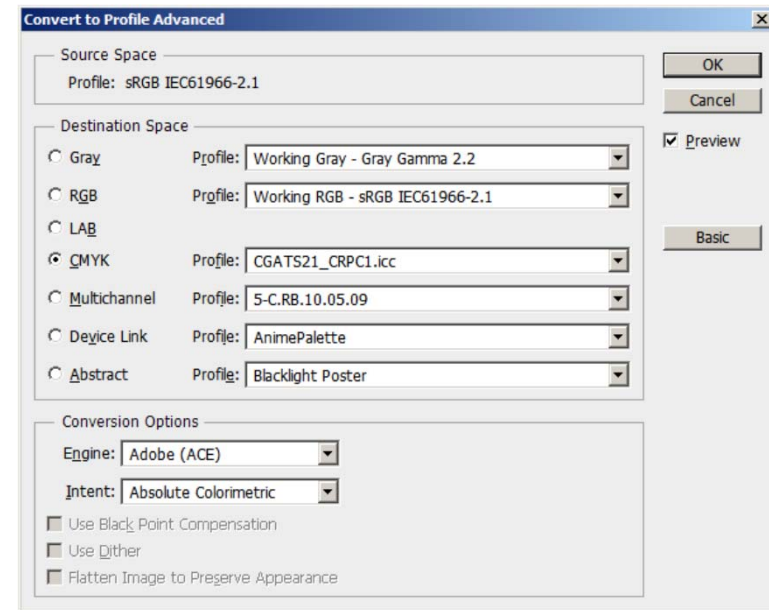 Convert to Profile Advanced
Source Space
Profile: sRGB IEC61966-2.1
OK
Cancel
Preview
Basic
Destination Space
Gray Profile: Working Gray - Gray Gamma 2.2
RGB Profile: Working RGB - sRGB IEC61966-2.1
LAB
CMYK Profile: CGATS21_CRPC1.icc
Multichannel Profile: 5-C.RB.10.05.09
Device Link Profile: AnimePalette
Abstract Profile: Blacklight Poster
Conversion Options
Engine: Adobe (ACE)
Intent: Absolute Colorimetric
Use Black Point Compensation
Use Dither
Flatten Image to Preserve Appearance